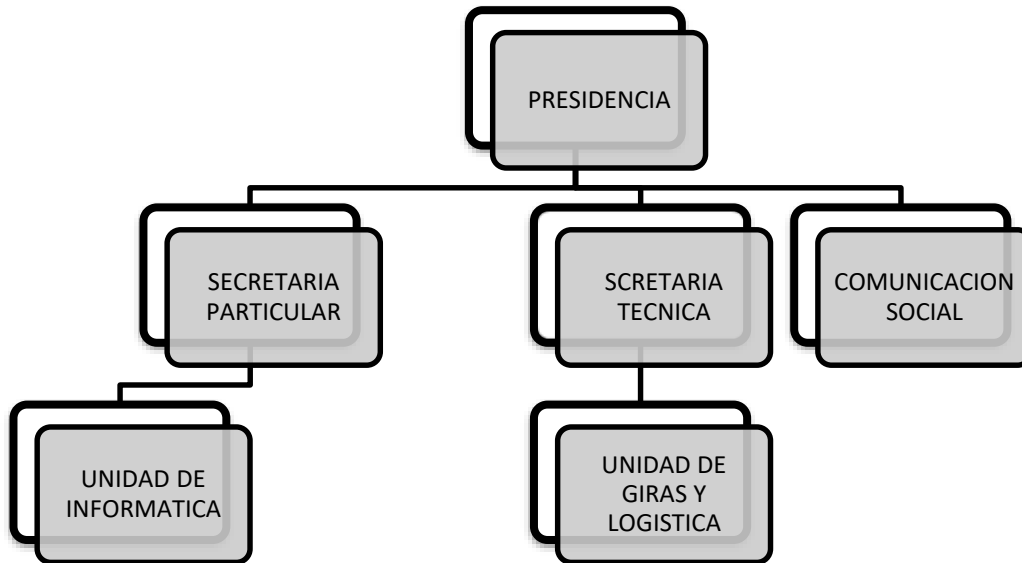 PRESIDENCIA
SECRETARIA
PARTICULAR
SCRETARIA
TECNICA
COMUNICACION
SOCIAL
UNIDAD DE
INFORMATICA
UNIDAD DE
GIRAS Y
LOGISTICA